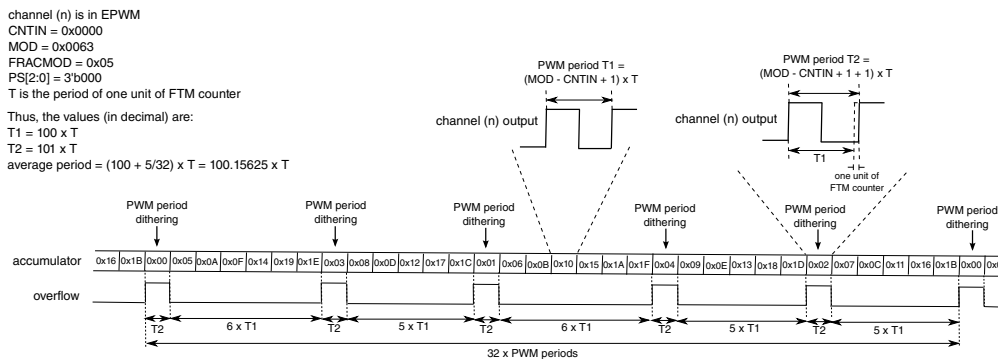 channel (n) is in EPWM
CNTIN = 0x0000
MOD = 0x0063
FRACMOD = 0x05
PS[2:0] = 3'b000
T is the period of one unit of FTM counter
Thus, the values (in decimal) are:
T1 = 100 x T
T2 = 101 x T
average period = (100 + 5/32) x T = 100.15625 x T
PWM period T1 =
(MOD - CNTIN + 1) x T
channel (n) output
PWM period T2 =
(MOD - CNTIN + 1 + 1) x T
channel (n) output
T1
one unit of
FTM counter
PWM period
dithering
PWM period
dithering
PWM period
dithering
PWM period
dithering
PWM period
dithering
PWM period
dithering
accumulator 0x16 0x1B 0x00 0x05 0x0A 0x0F 0x14 0x19 0x1E 0x03 0x08 0x0D 0x12 0x17 0x1C 0x01 0x06 0x0B 0x10 0x15 0x1A 0x1F 0x04 0x09 0x0E 0x13 0x18 0x1D 0x02 0x07 0x0C 0x11 0x16 0x1B 0x00
overflow
T2 6 x T1 T2 5 x T1 T2 6 x T1 T2 5 x T1 T2 5 x T1
32 x PWM periods